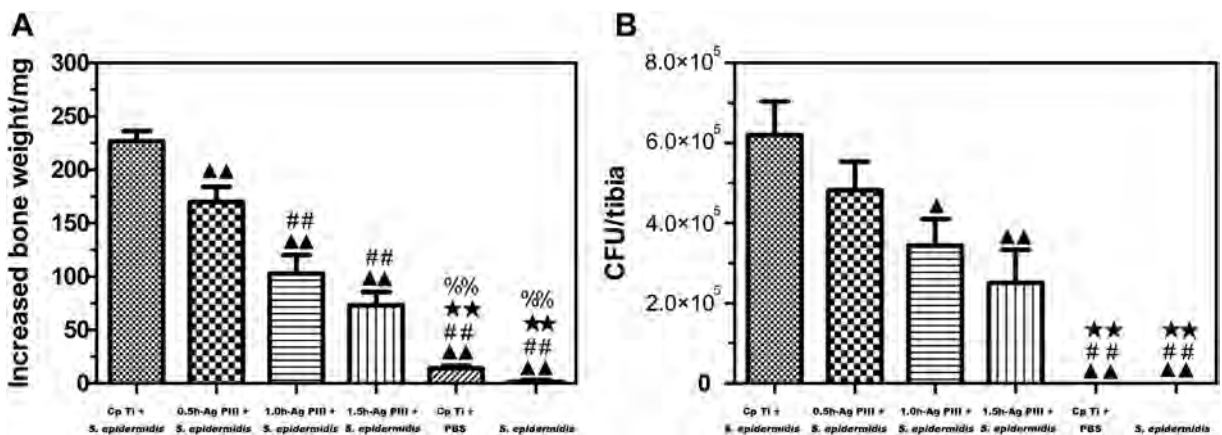 A
Increased bone weight/mg
300
250
200
150
100
50
0
▲▲
##
▲▲
##
▲▲
%%
★★
##
▲▲
%%
★★
##
▲▲
Cp Ti +
S. epidermidis
0.5h-Ag PIII +
S. epidermidis
1.0h-Ag PIII +
S. epidermidis
1.5h-Ag PIII +
S. epidermidis
Cp Ti +
PBS
S. epidermidis
B
CFU/tibia
8.0×10⁵
6.0×10⁵
4.0×10⁵
2.0×10⁵
0
▲
▲▲
★★
##
▲▲
★★
##
▲▲
Cp Ti +
S. epidermidis
0.5h-Ag PIII +
S. epidermidis
1.0h-Ag PIII +
S. epidermidis
1.5h-Ag PIII +
S. epidermidis
Cp Ti +
PBS
S. epidermidis